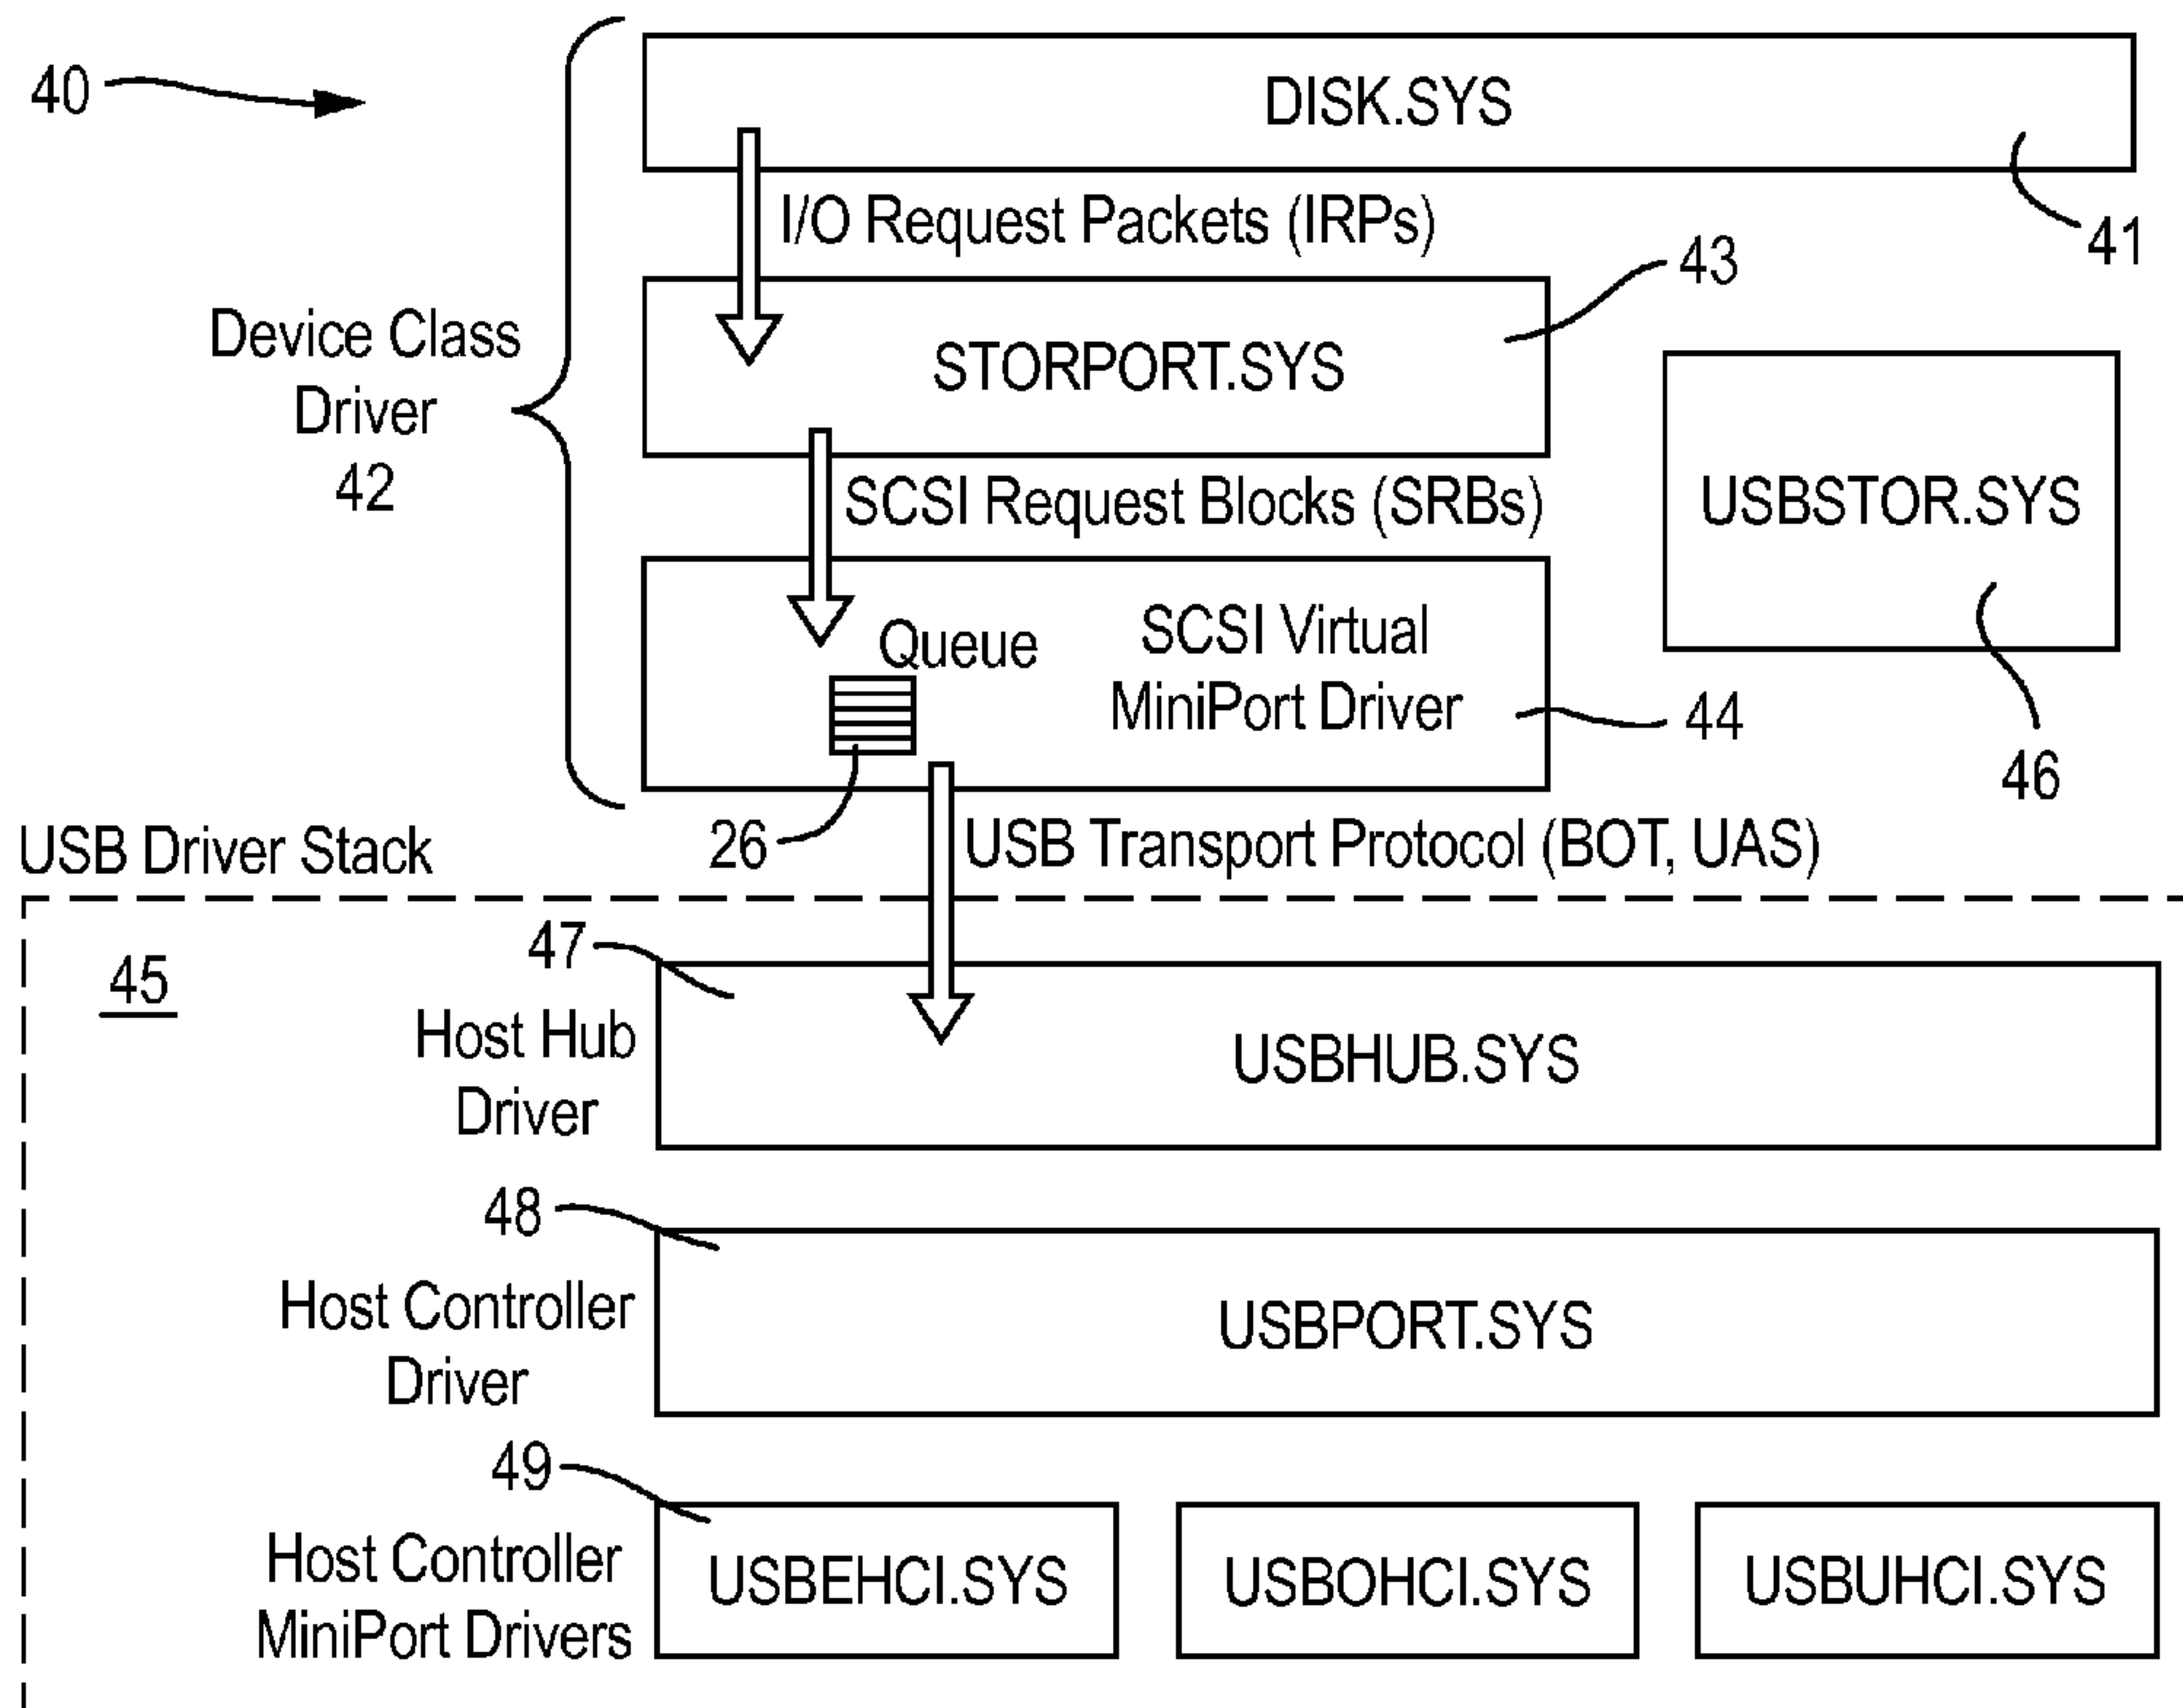 40
DISK.SYS
41
I/O Request Packets (IRPs)
43
Device Class
Driver
42
STORPORT.SYS
SCSI Request Blocks (SRBs)
USBSTOR.SYS
Queue
SCSI Virtual
MiniPort Driver
44
46
26
USB Driver Stack
USB Transport Protocol (BOT, UAS)
45
47
Host Hub
Driver
USBHUB.SYS
48
Host Controller
Driver
USBPORT.SYS
49
Host Controller
MiniPort Drivers
USBEHCI.SYS
USBOHCI.SYS
USBUHCI.SYS